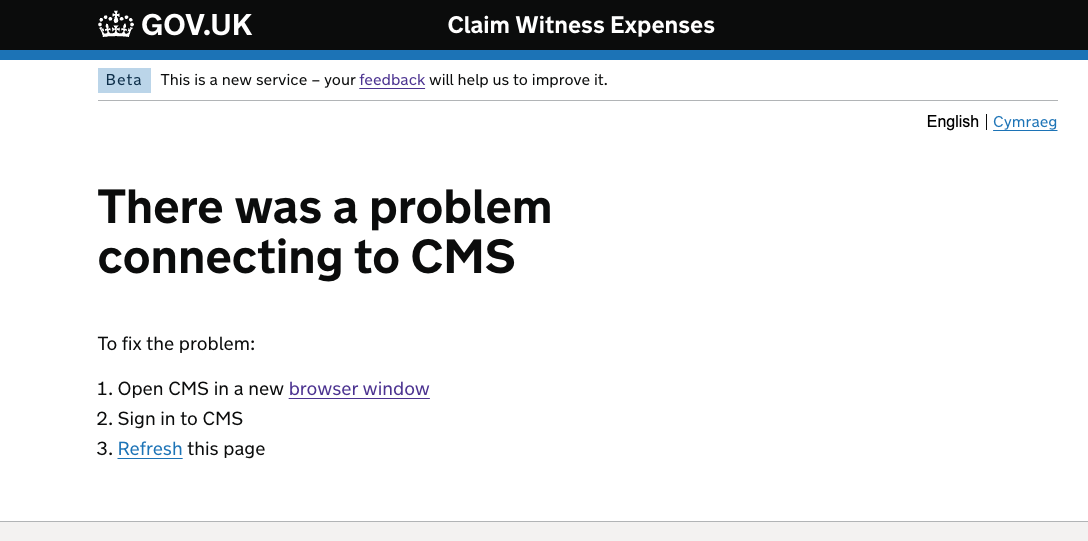 GOV.UK Claim Witness Expenses
Beta This is a new service – your feedback will help us to improve it.
English | Cymraeg
There was a problem
connecting to CMS
To fix the problem:
1. Open CMS in a new browser window
2. Sign in to CMS
3. Refresh this page